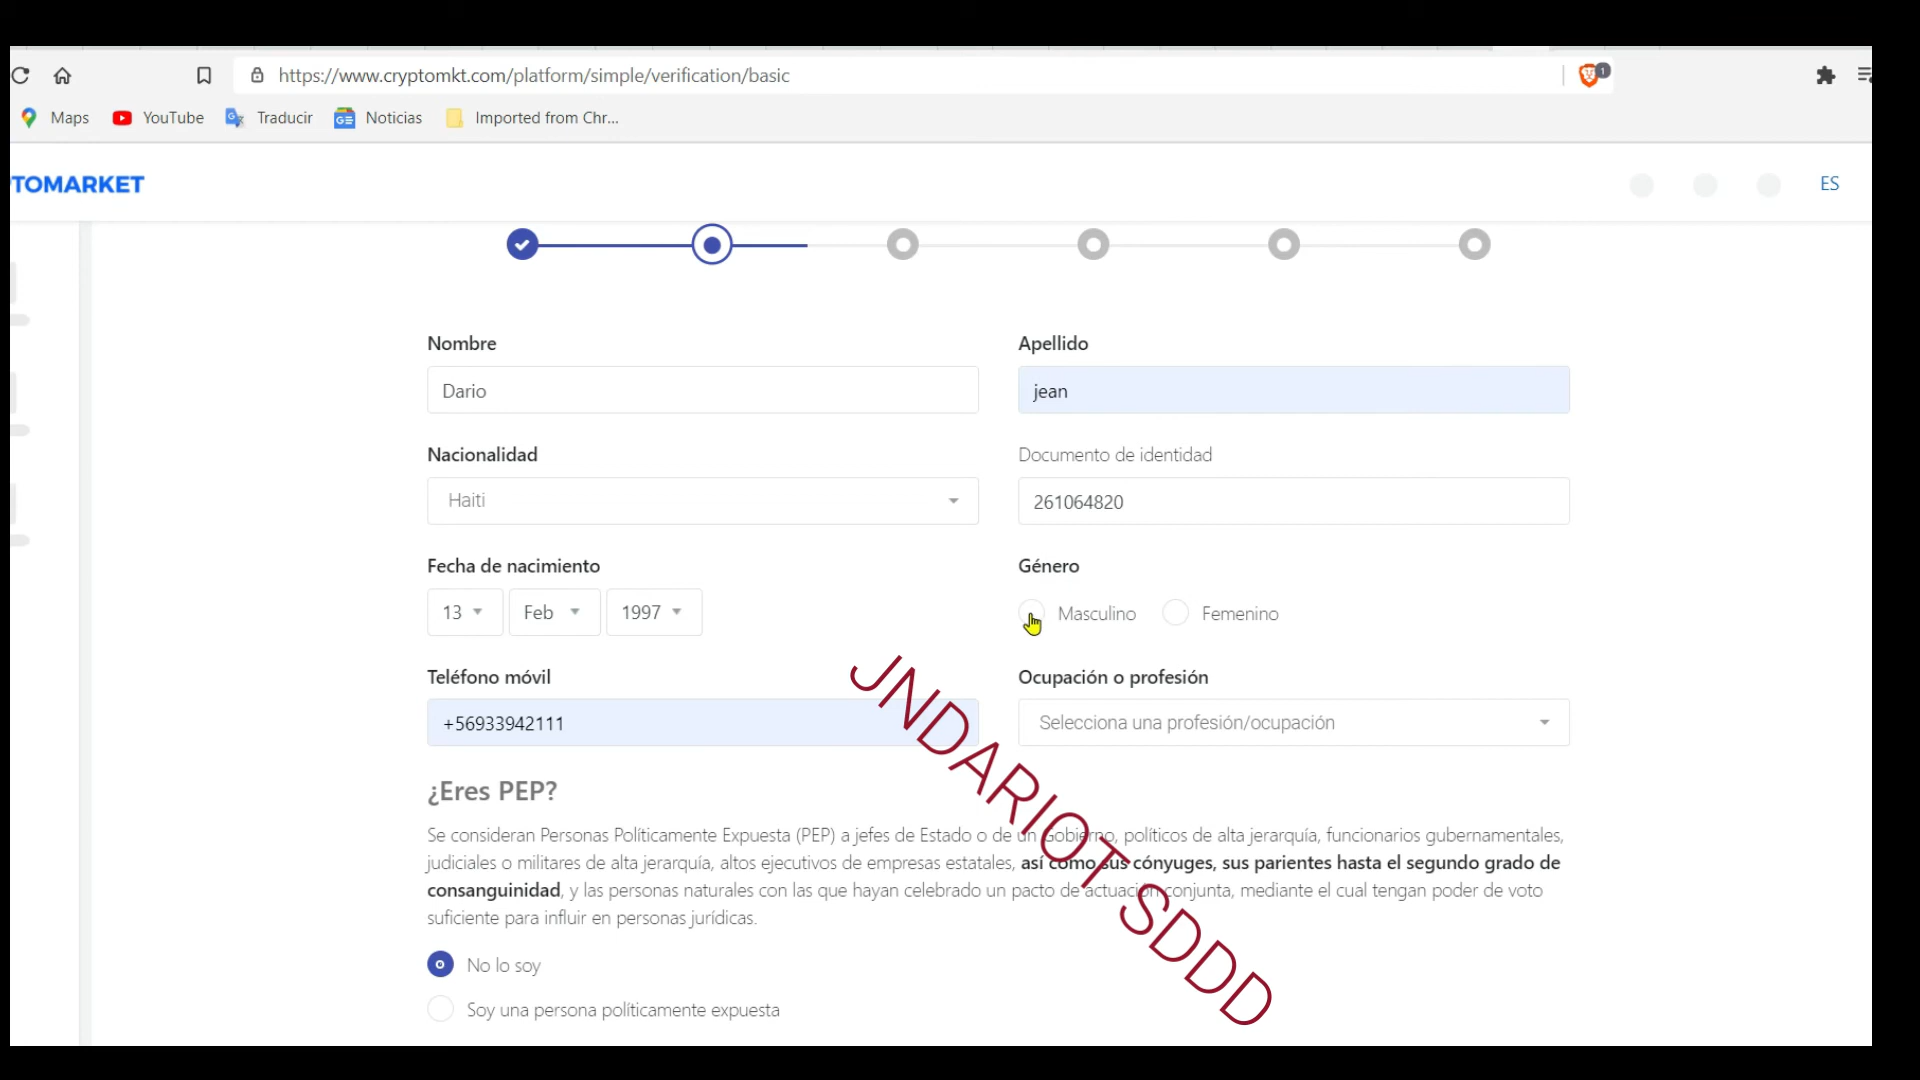 https://www.cryptomkt.com/platform/simple/verification/basic
1
Maps YouTube Traducir Noticias Imported from Chr...
TOMARKET
ES
Nombre
Apellido
Dario
jean
Nacionalidad
Documento de identidad
Haiti
261064820
Fecha de nacimiento
Género
13 Feb 1997
Masculino Femenino
Teléfono móvil
Ocupación o profesión
+56933942111
Selecciona una profesión/ocupación
¿Eres PEP?
Se consideran Personas Políticamente Expuesta (PEP) a jefes de Estado o de un Gobierno, políticos de alta jerarquía, funcionarios gubernamentales,
judiciales o militares de alta jerarquía, altos ejecutivos de empresas estatales, así como sus cónyuges, sus parientes hasta el segundo grado de
consanguinidad, y las personas naturales con las que hayan celebrado un pacto de actuación conjunta, mediante el cual tengan poder de voto
suficiente para influir en personas jurídicas.
No lo soy
Soy una persona políticamente expuesta
JNDARIOT SDDD